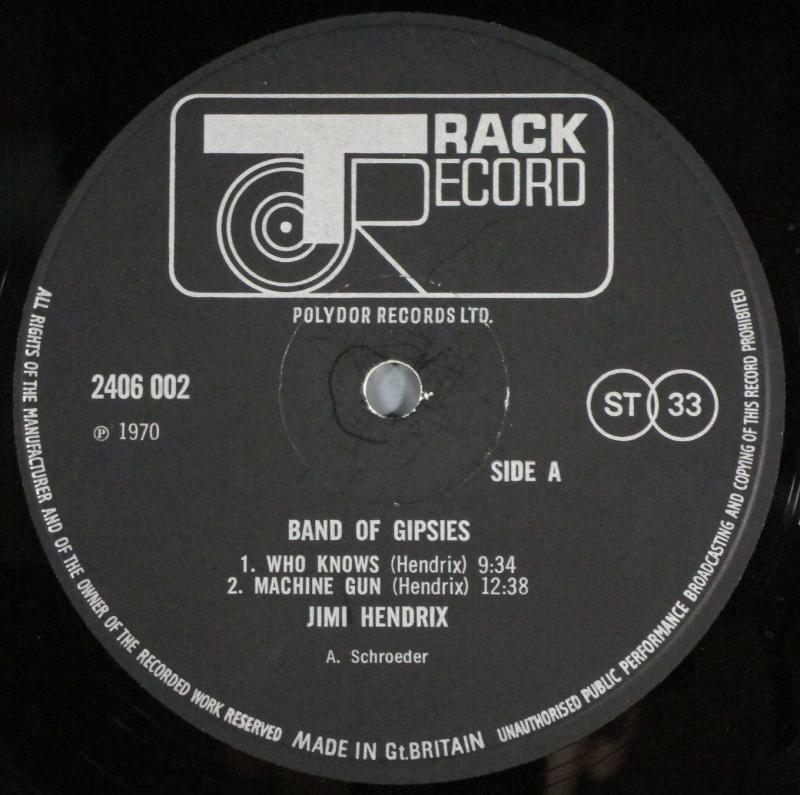 TRACK
RECORD
POLYDOR RECORDS LTD.
2406 002
℗ 1970
ST 33
SIDE A
BAND OF GIPSIES
1. WHO KNOWS (Hendrix) 9:34
2. MACHINE GUN (Hendrix) 12:38
JIMI HENDRIX
A. Schroeder
ALL RIGHTS OF THE MANUFACTURER AND OF THE OWNER OF THE RECORDED WORK RESERVED MADE IN Gt.BRITAIN UNAUTHORISED PUBLIC PERFORMANCE BROADCASTING AND COPYING OF THIS RECORD PROHIBITED